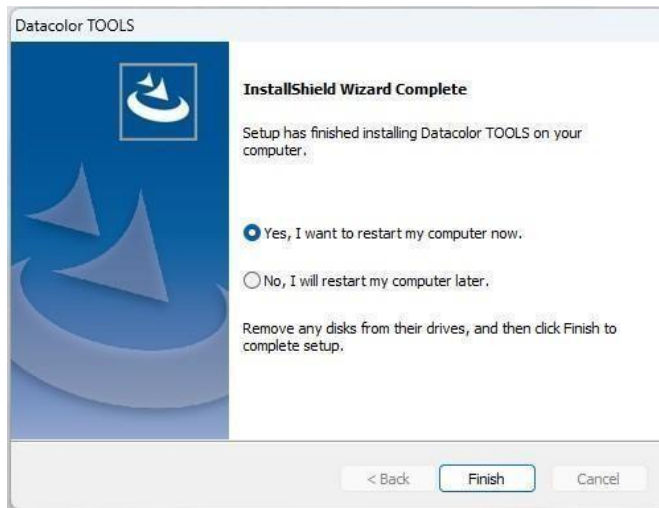 Datacolor TOOLS
InstallShield Wizard Complete
Setup has finished installing Datacolor TOOLS on your
computer.
Yes, I want to restart my computer now.
No, I will restart my computer later.
Remove any disks from their drives, and then click Finish to
complete setup.
< Back Finish Cancel